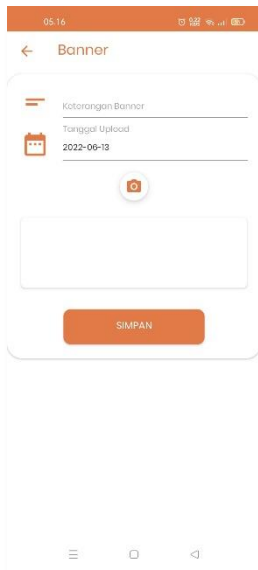 05.16
Banner
Keterangan Banner
Tanggal Upload
2022-06-13
SIMPAN